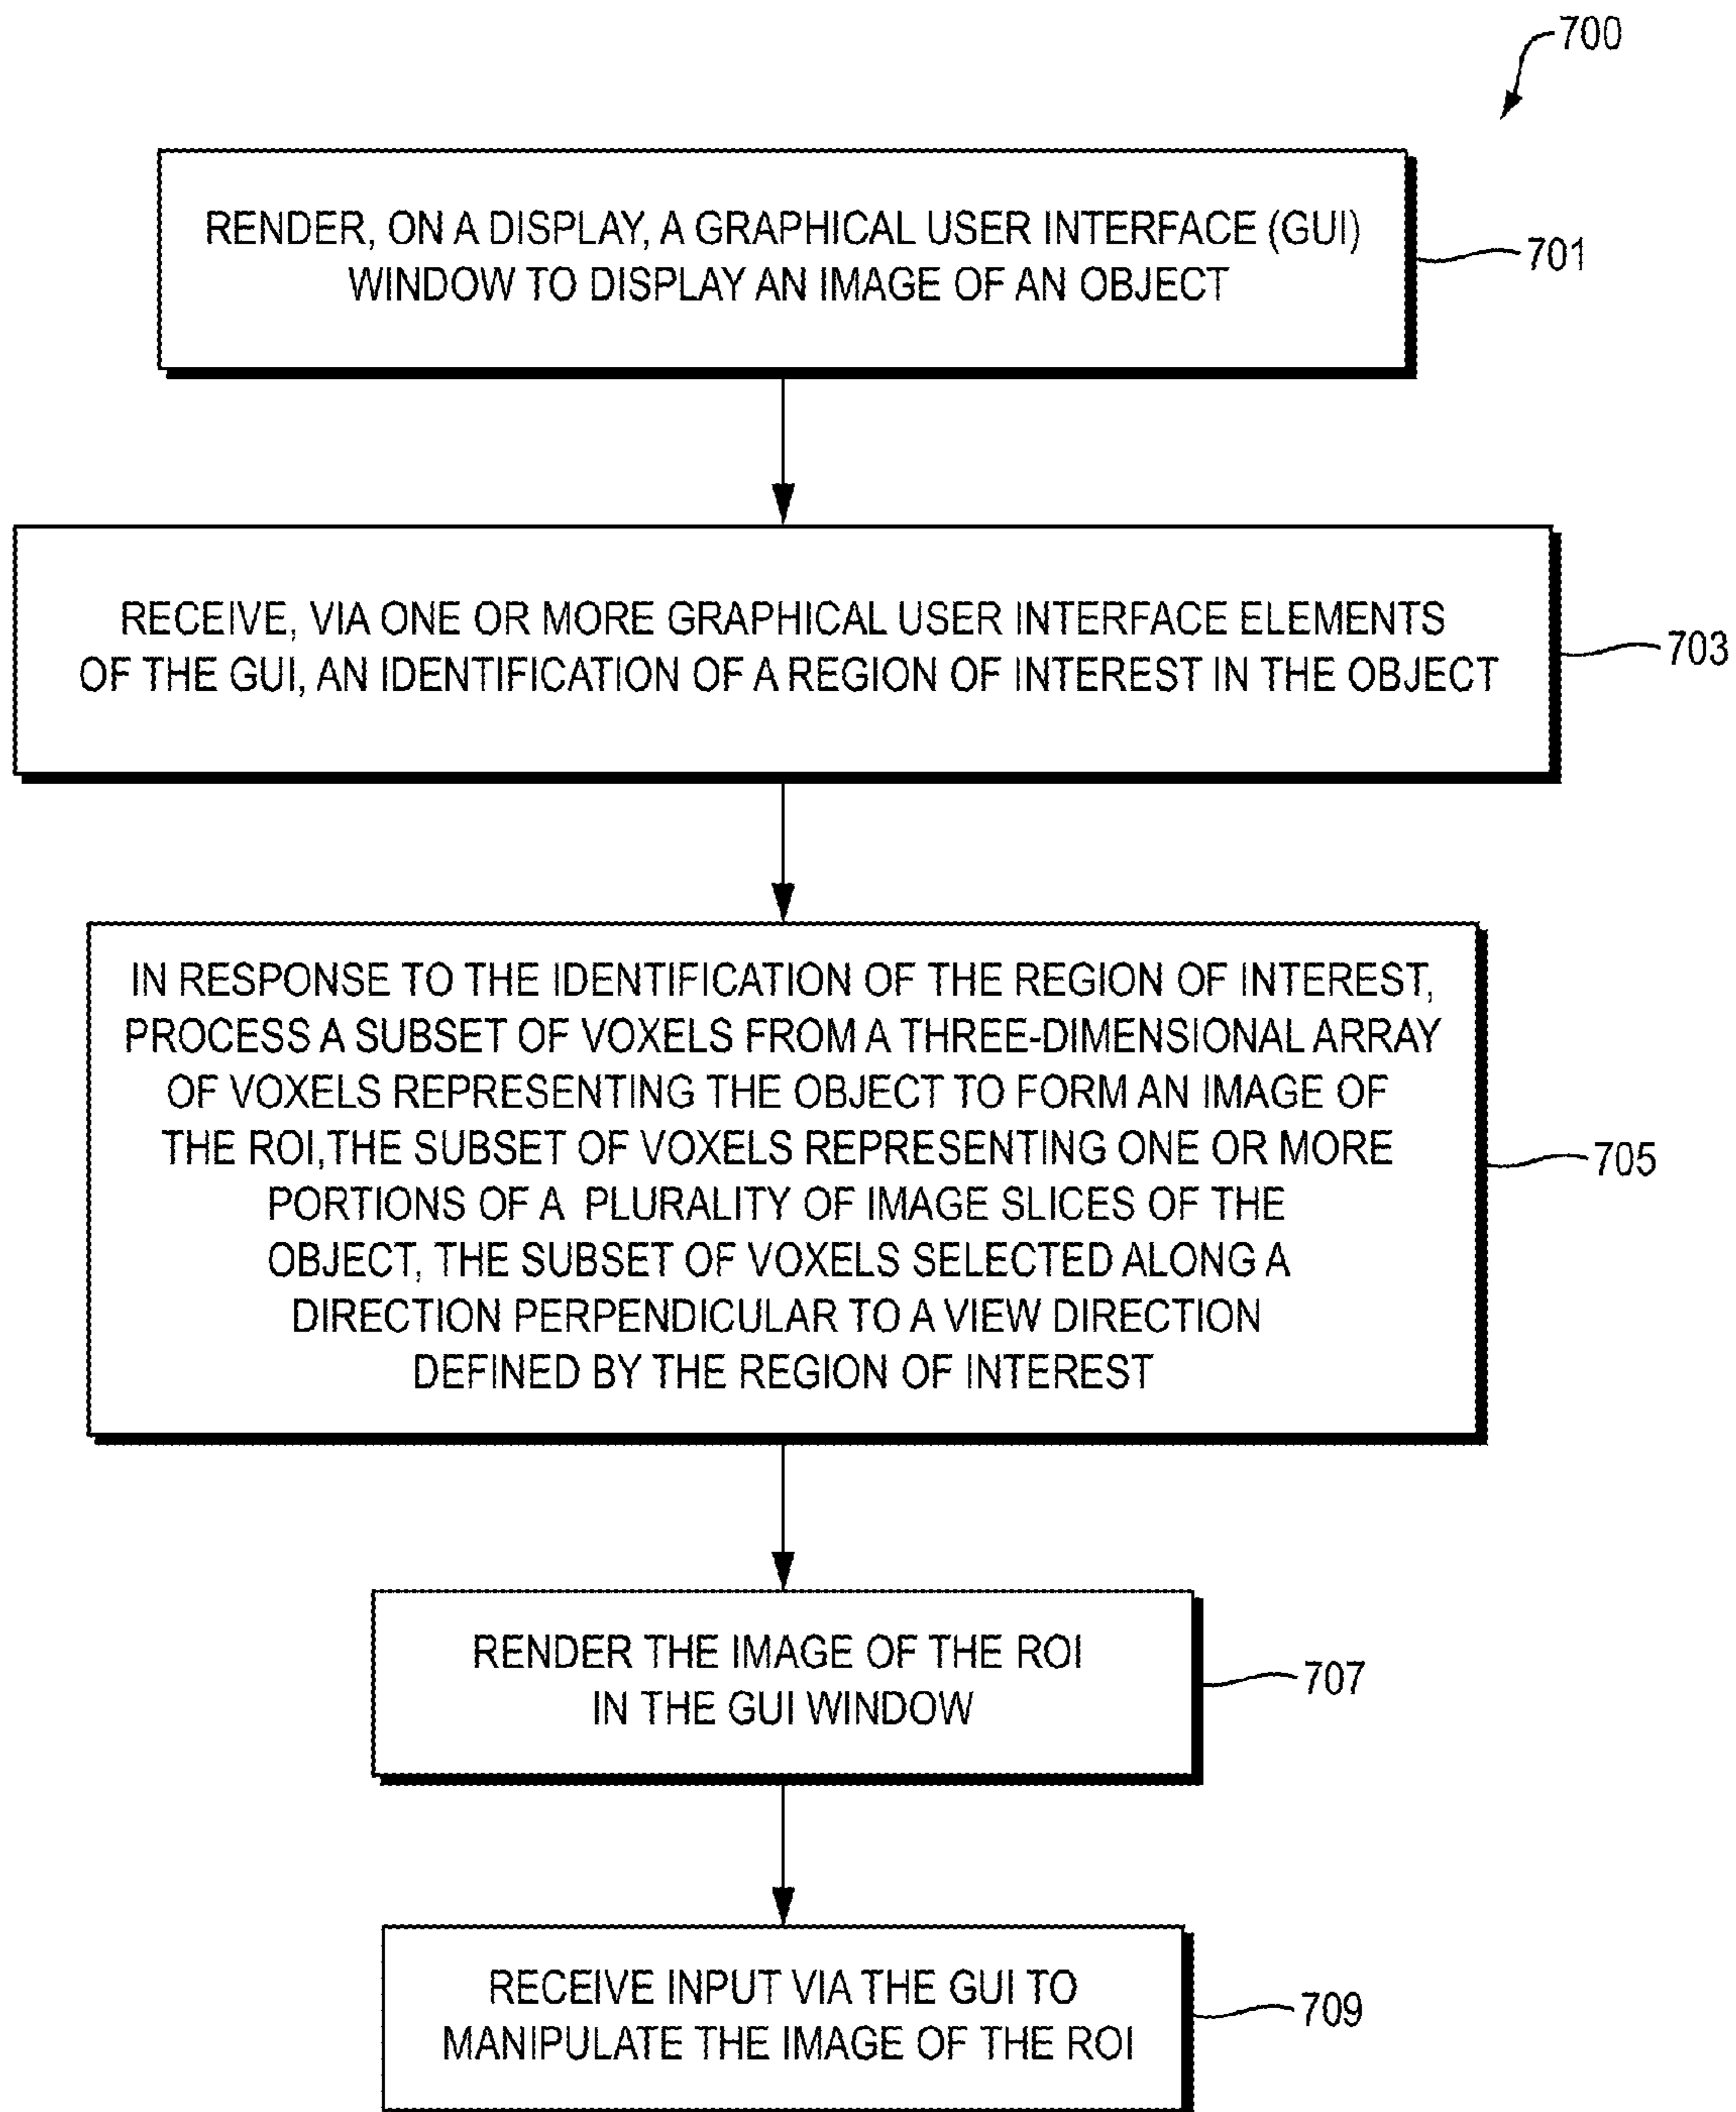 700
RENDER, ON A DISPLAY, A GRAPHICAL USER INTERFACE (GUI)
WINDOW TO DISPLAY AN IMAGE OF AN OBJECT
701
RECEIVE, VIA ONE OR MORE GRAPHICAL USER INTERFACE ELEMENTS
OF THE GUI, AN IDENTIFICATION OF A REGION OF INTEREST IN THE OBJECT
703
IN RESPONSE TO THE IDENTIFICATION OF THE REGION OF INTEREST,
PROCESS A SUBSET OF VOXELS FROM A THREE-DIMENSIONAL ARRAY
OF VOXELS REPRESENTING THE OBJECT TO FORM AN IMAGE OF
THE ROI, THE SUBSET OF VOXELS REPRESENTING ONE OR MORE
PORTIONS OF A PLURALITY OF IMAGE SLICES OF THE
OBJECT, THE SUBSET OF VOXELS SELECTED ALONG A
DIRECTION PERPENDICULAR TO A VIEW DIRECTION
DEFINED BY THE REGION OF INTEREST
705
RENDER THE IMAGE OF THE ROI
IN THE GUI WINDOW
707
RECEIVE INPUT VIA THE GUI TO
MANIPULATE THE IMAGE OF THE ROI
709